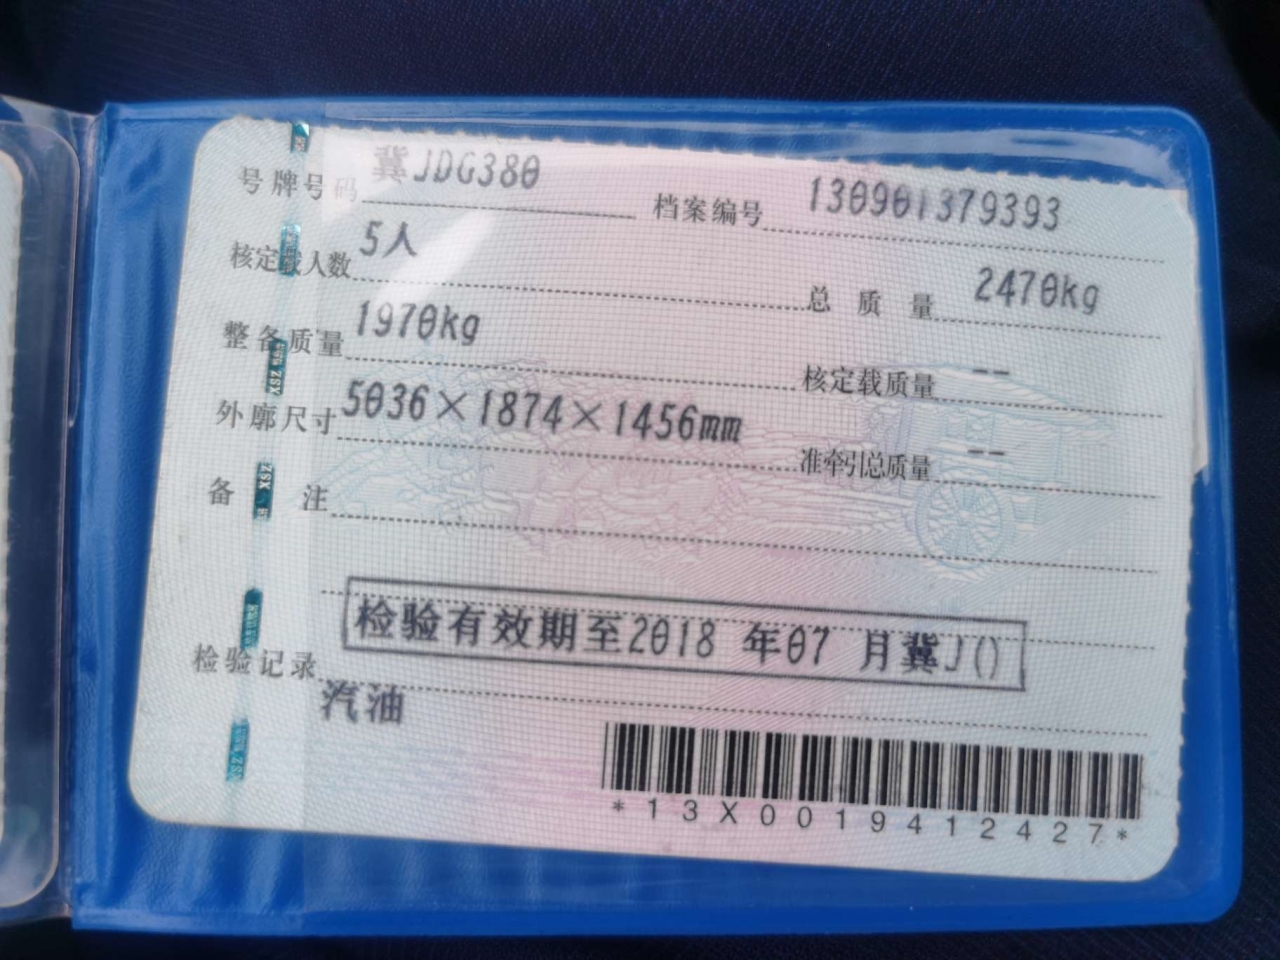 号牌号码 冀JDG380 档案编号 130901379393
核定载人数 5人 总质量 2470kg
整备质量 1970kg 核定载质量 --
外廓尺寸 5036×1874×1456mm 准牵引总质量 --
备注
检验有效期至2018 年07 月冀J()
检验记录
汽油
*13X0019412427*
XSZ
XSZ
XSZ